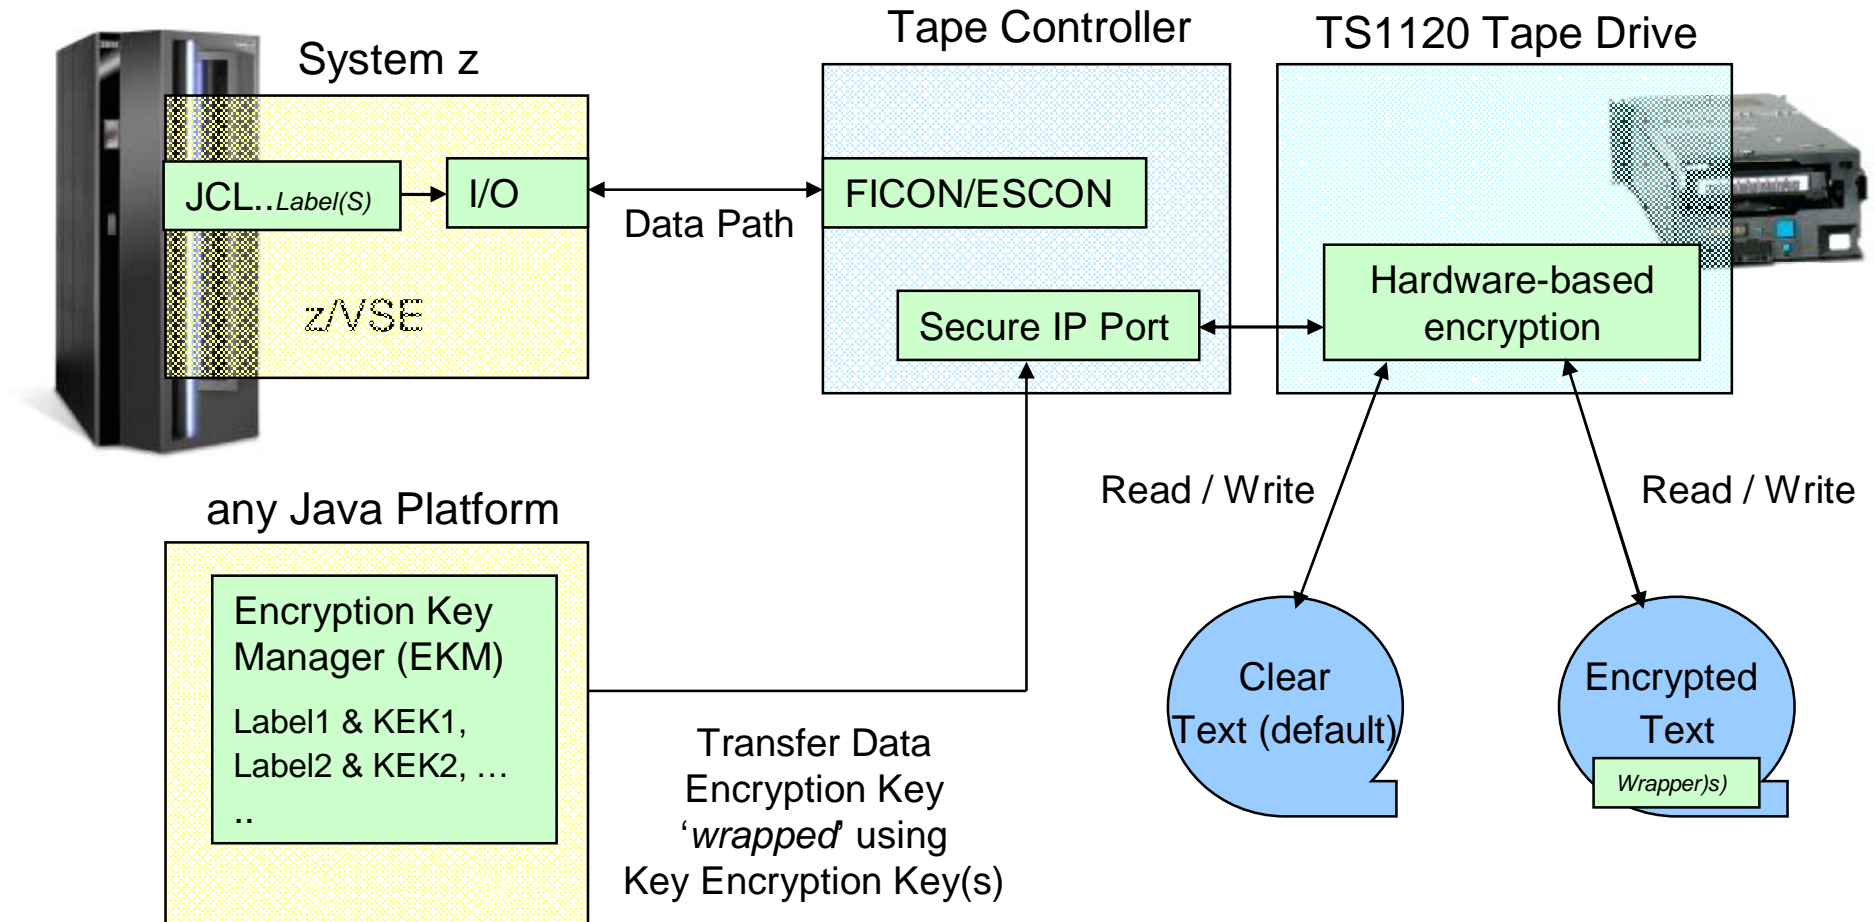 System z
Tape Controller
TS1120 Tape Drive
JCL..Label(S)
I/O
Data Path
FICON/ESCON
z/VSE
Secure IP Port
Hardware-based
encryption
Read / Write
Read / Write
any Java Platform
Encryption Key
Manager (EKM)
Label1 & KEK1,
Label2 & KEK2, …
..
Transfer Data
Encryption Key
‘wrapped’ using
Key Encryption Key(s)
Clear
Text (default)
Encrypted
Text
Wrapper)s)